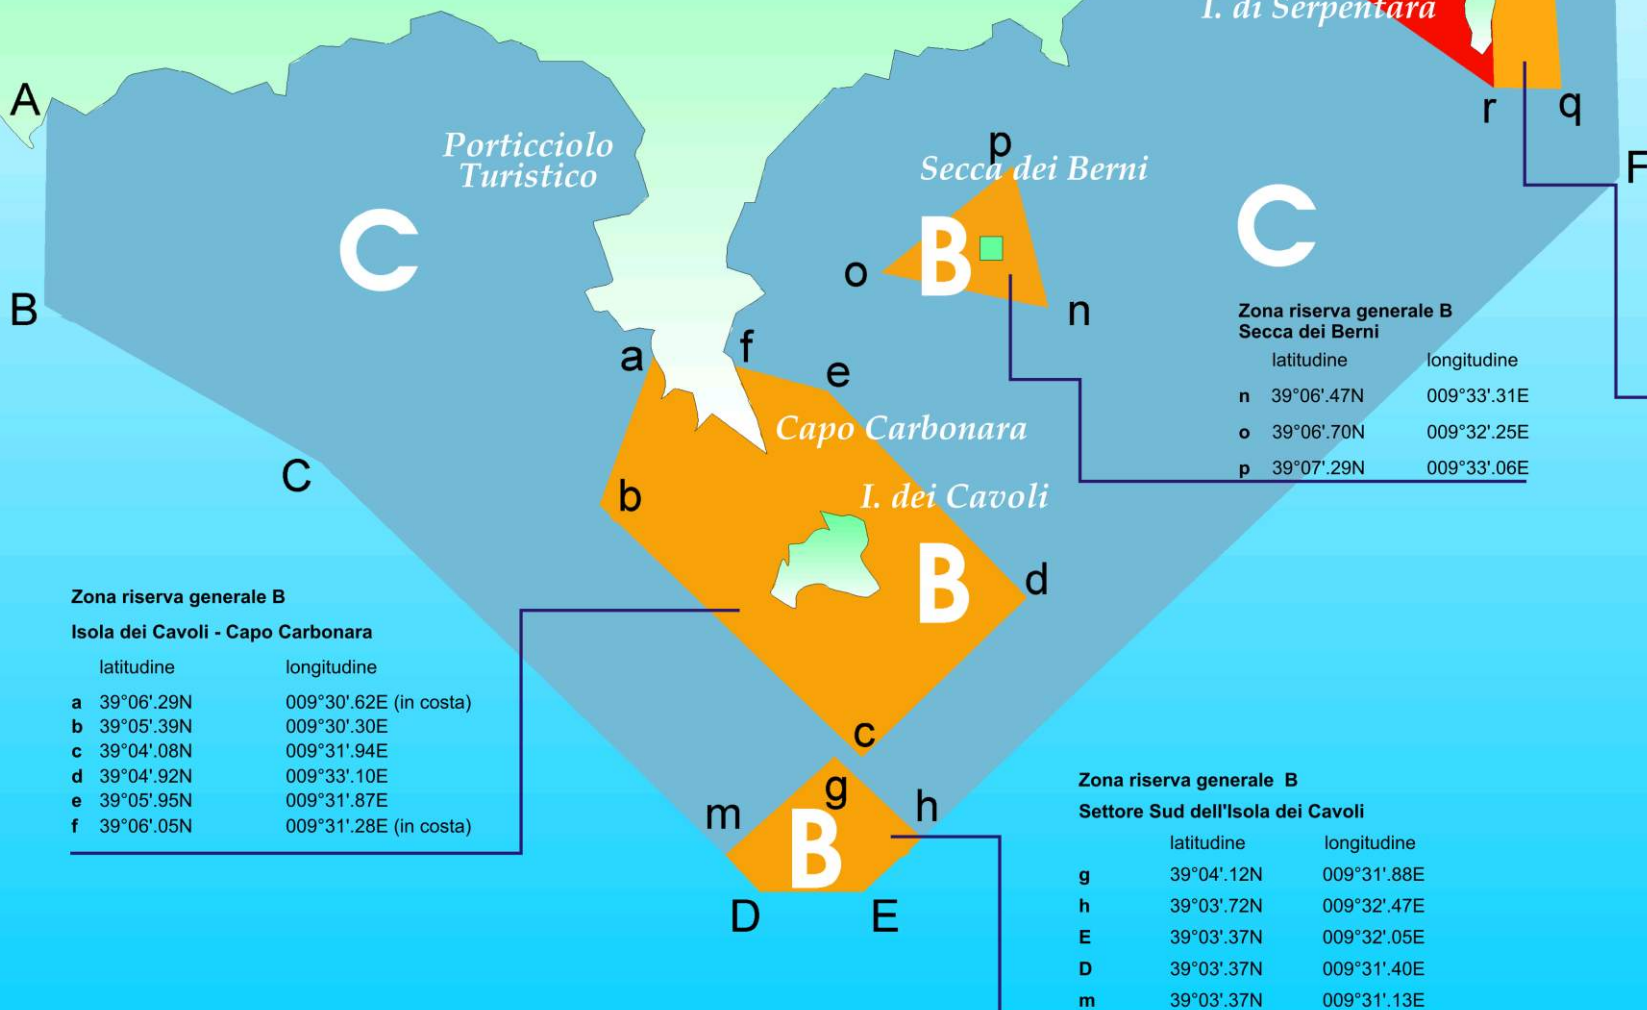 I. di Serpentara
A
r
q
Porticciolo
Turistico
p
Secca dei Berni
F
C
C
B
o
B
n
a
f
e
Zona riserva generale B
Secca dei Berni
latitudine longitudine
n 39°06'.47N 009°33'.31E
o 39°06'.70N 009°32'.25E
p 39°07'.29N 009°33'.06E
Capo Carbonara
C
b
I. dei Cavoli
B
d
Zona riserva generale B
Isola dei Cavoli - Capo Carbonara
latitudine longitudine
a 39°06'.29N 009°30'.62E (in costa)
b 39°05'.39N 009°30'.30E
c 39°04'.08N 009°31'.94E
d 39°04'.92N 009°33'.10E
e 39°05'.95N 009°31'.87E
f 39°06'.05N 009°31'.28E (in costa)
c
g
m
h
B
D
E
Zona riserva generale B
Settore Sud dell'Isola dei Cavoli
latitudine longitudine
g 39°04'.12N 009°31'.88E
h 39°03'.72N 009°32'.47E
E 39°03'.37N 009°32'.05E
D 39°03'.37N 009°31'.40E
m 39°03'.37N 009°31'.13E